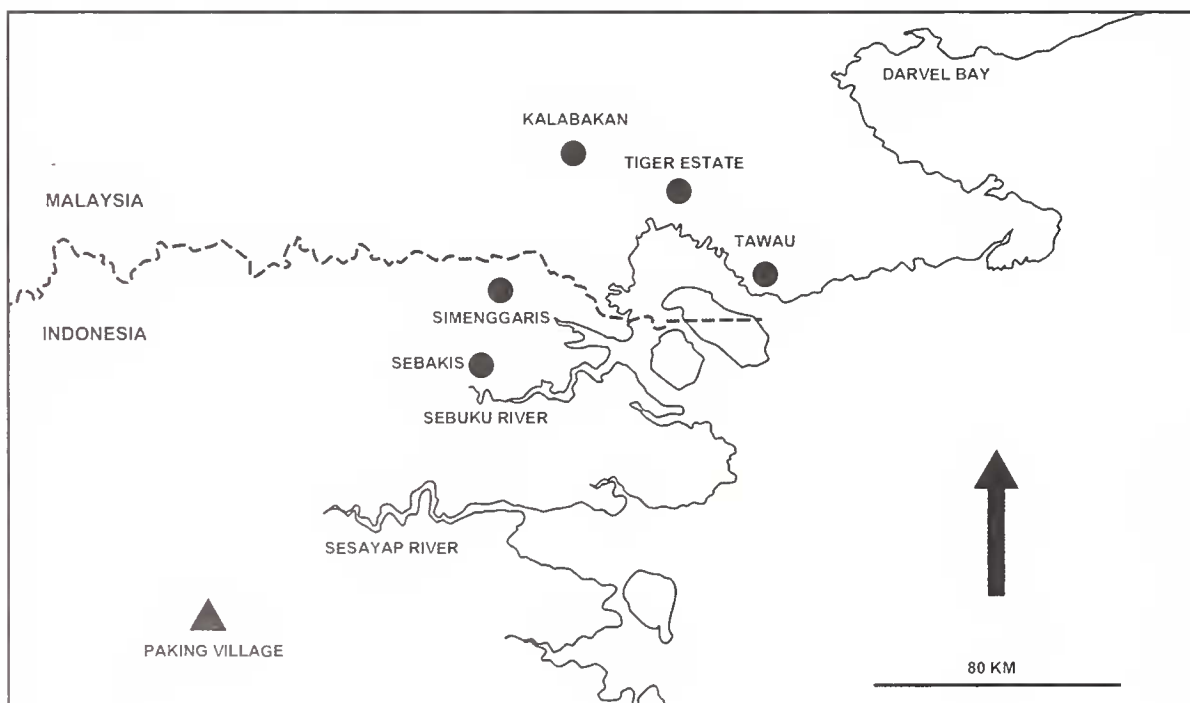 DARVEL BAY
KALABAKAN
TIGER ESTATE
MALAYSIA
TAWAU
SIMENGGARIS
INDONESIA
SEBAKIS
SEBUKU RIVER
SESAYAP RIVER
PAKING VILLAGE
80 KM